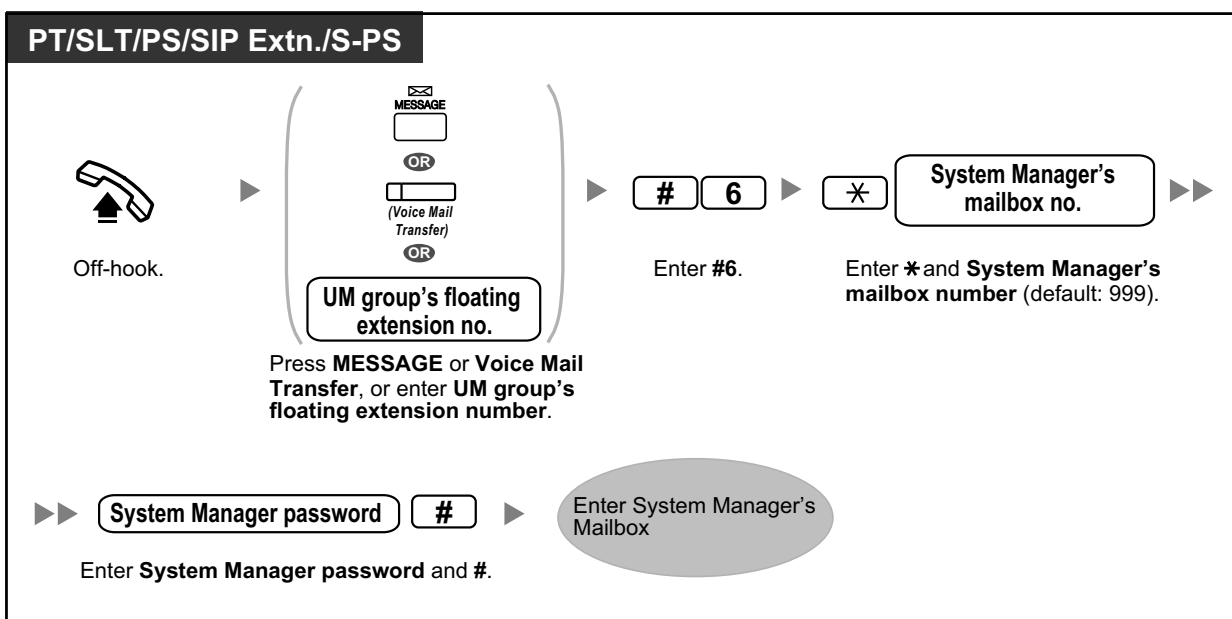 PT/SLT/PS/SIP Extn./S-PS
MESSAGE
OR
(Voice Mail
Transfer)
OR
UM group's floating
extension no.
# 6
* System Manager's
mailbox no.
Off-hook.
Press MESSAGE or Voice Mail
Transfer, or enter UM group's
floating extension number.
Enter #6.
Enter * and System Manager's
mailbox number (default: 999).
System Manager password #
Enter System Manager password and #.
Enter System Manager's
Mailbox